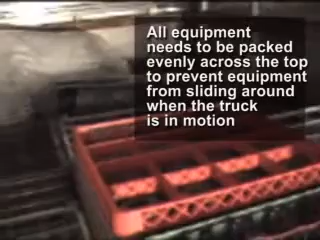 All equipment
needs to be packed
evenly across the top
to prevent equipment
from sliding around
when the truck
is in motion